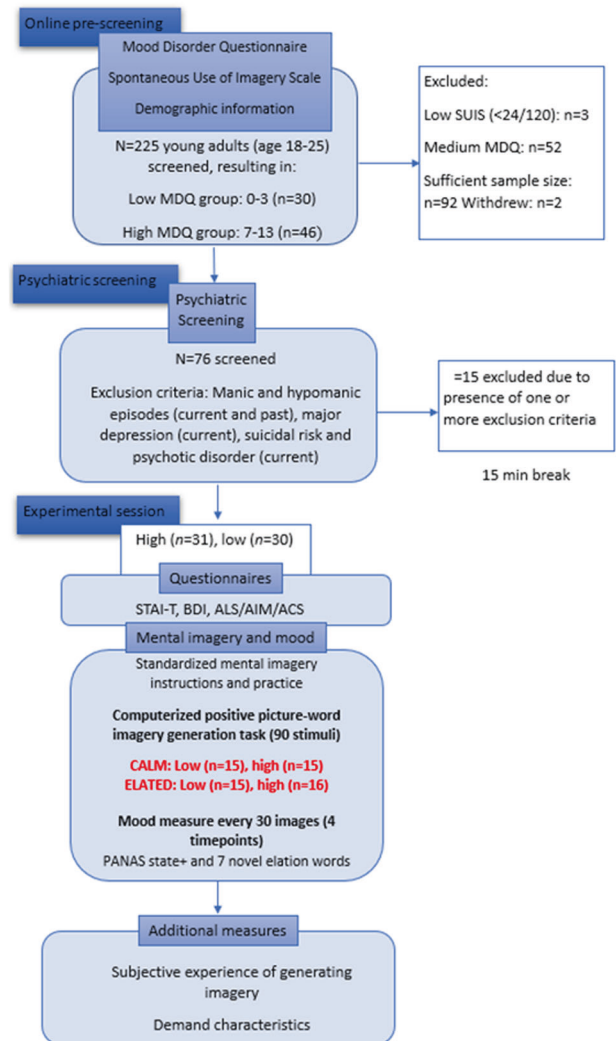 Online pre-screening
Mood Disorder Questionnaire
Spontaneous Use of Imagery Scale
Demographic information
N=225 young adults (age 18-25)
screened, resulting in:
Low MDQ group: 0-3 (n=30)
High MDQ group: 7-13 (n=46)
Excluded:
Low SUIS (<24/120): n=3
Medium MDQ: n=52
Sufficient sample size:
n=92 Withdrew: n=2
Psychiatric screening
Psychiatric
Screening
N=76 screened
Exclusion criteria: Manic and hypomanic
episodes (current and past), major
depression (current), suicidal risk and
psychotic disorder (current)
=15 excluded due to
presence of one or
more exclusion criteria
15 min break
Experimental session
High (n=31), low (n=30)
Questionnaires
STAI-T, BDI, ALS/AIM/ACS
Mental imagery and mood
Standardized mental imagery
instructions and practice
Computerized positive picture-word
imagery generation task (90 stimuli)
CALM: Low (n=15), high (n=15)
ELATED: Low (n=15), high (n=16)
Mood measure every 30 images (4
timepoints)
PANAS state+ and 7 novel elation words
Additional measures
Subjective experience of generating
imagery
Demand characteristics